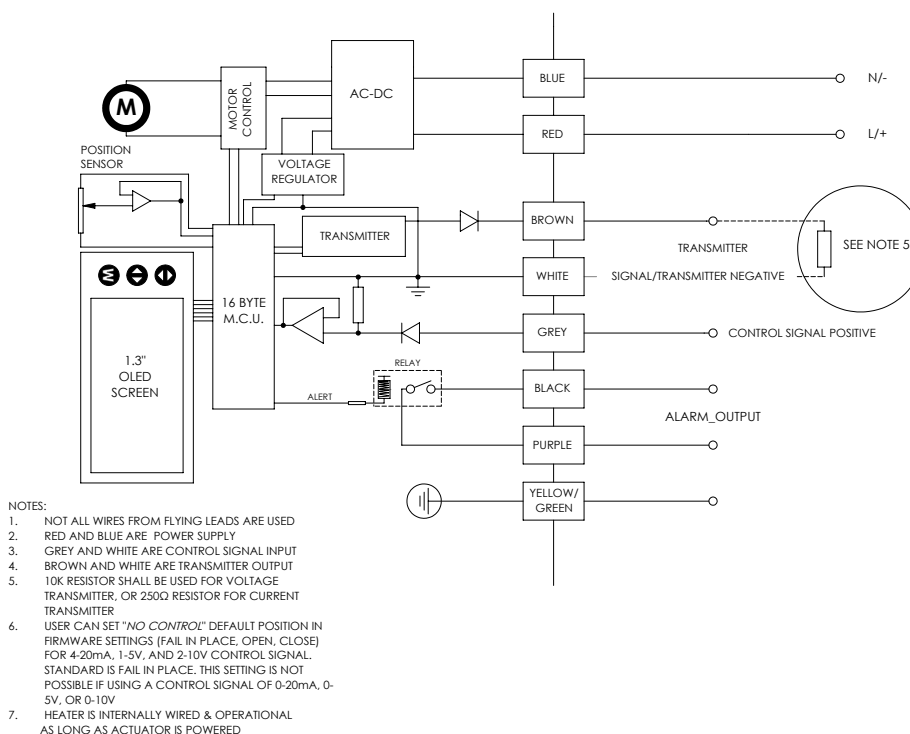 BLUE
N/-
AC-DC
MOTOR
CONTROL
M
RED
L/+
POSITION
SENSOR
VOLTAGE
REGULATOR
BROWN
TRANSMITTER
TRANSMITTER
SEE NOTE 5
WHITE
SIGNAL/TRANSMITTER NEGATIVE
M
16 BYTE
M.C.U.
GREY
CONTROL SIGNAL POSITIVE
1.3"
OLED
SCREEN
RELAY
BLACK
ALERT
ALARM_OUTPUT
PURPLE
YELLOW/
GREEN
NOTES:
1. NOT ALL WIRES FROM FLYING LEADS ARE USED
2. RED AND BLUE ARE POWER SUPPLY
3. GREY AND WHITE ARE CONTROL SIGNAL INPUT
4. BROWN AND WHITE ARE TRANSMITTER OUTPUT
5. 10K RESISTOR SHALL BE USED FOR VOLTAGE
TRANSMITTER, OR 250Ω RESISTOR FOR CURRENT
TRANSMITTER
6. USER CAN SET "NO CONTROL" DEFAULT POSITION IN
FIRMWARE SETTINGS (FAIL IN PLACE, OPEN, CLOSE)
FOR 4-20mA, 1-5V, AND 2-10V CONTROL SIGNAL.
STANDARD IS FAIL IN PLACE. THIS SETTING IS NOT
POSSIBLE IF USING A CONTROL SIGNAL OF 0-20mA, 0-
5V, OR 0-10V
7. HEATER IS INTERNALLY WIRED & OPERATIONAL
AS LONG AS ACTUATOR IS POWERED